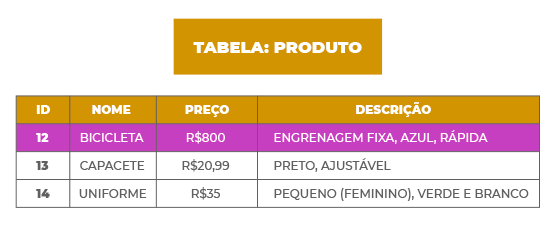 TABELA: PRODUTO
ID NOME PREÇO DESCRIÇÃO
12 BICICLETA R$800 ENGRENAGEM FIXA, AZUL, RÁPIDA
13 CAPACETE R$20,99 PRETO, AJUSTÁVEL
14 UNIFORME R$35 PEQUENO (FEMININO), VERDE E BRANCO